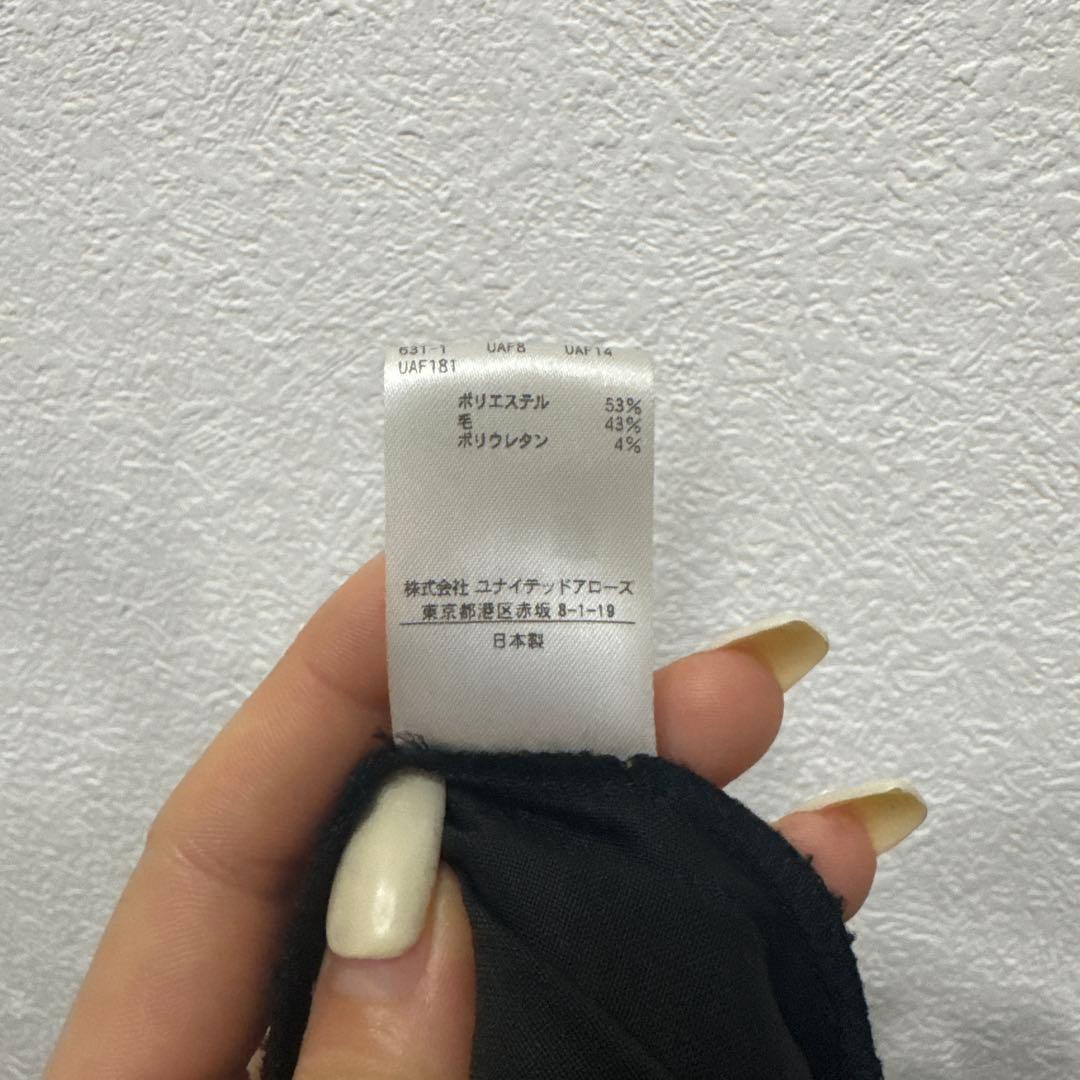 631-1 UAF8 UAF14
UAF181
ポリエステル 53%
毛 43%
ポリウレタン 4%
株式会社 ユナイテッドアローズ
東京都港区赤坂 8-1-19
日本製